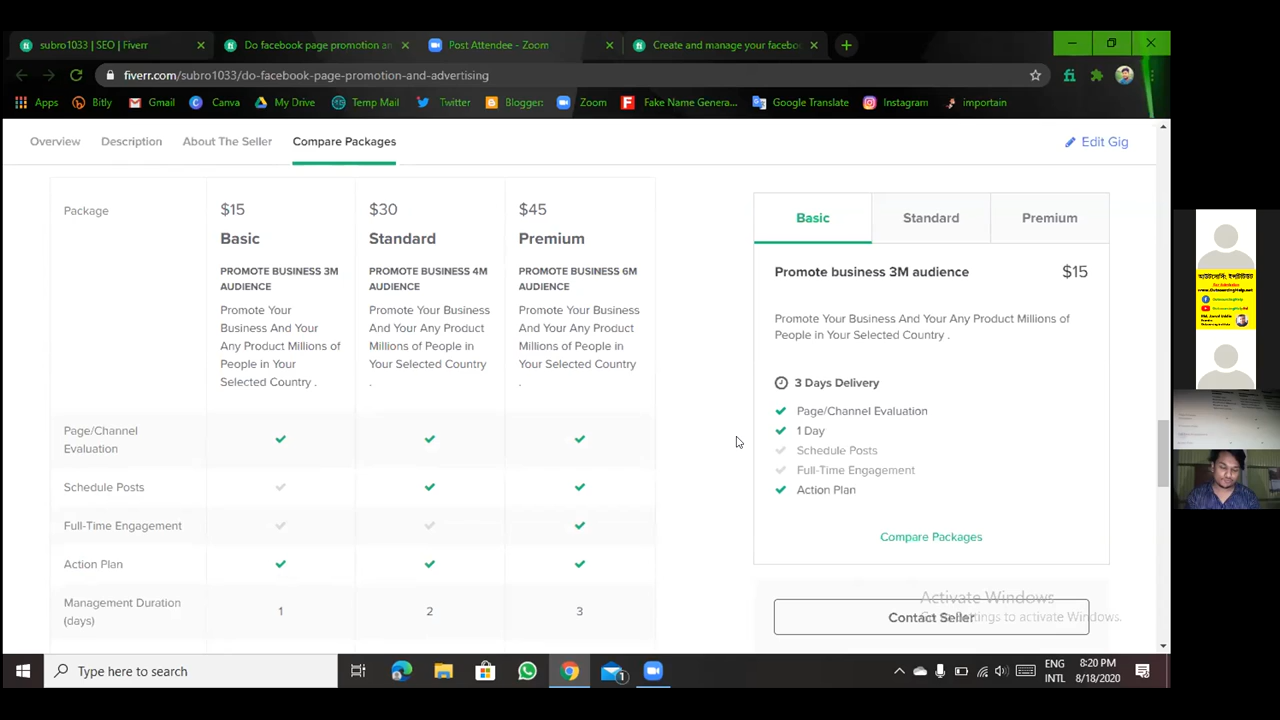 subro1033 | SEO | Fiverr
Do facebook page promotion an
Post Attendee - Zoom
Create and manage your facebo
fiverr.com/subro1033/do-facebook-page-promotion-and-advertising
Apps Bitly Gmail Canva My Drive Temp Mail Twitter Blogger: Zoom Fake Name Genera... Google Translate Instagram importain
Overview Description About The Seller Compare Packages Edit Gig
Package
$15
Basic
PROMOTE BUSINESS 3M
AUDIENCE
Promote Your
Business And Your
Any Product Millions
of People in Your
Selected Country .
$30
Standard
PROMOTE BUSINESS 4M
AUDIENCE
Promote Your Business
And Your Any Product
Millions of People in
Your Selected Country
.
$45
Premium
PROMOTE BUSINESS 6M
AUDIENCE
Promote Your Business
And Your Any Product
Millions of People in
Your Selected Country
.
Page/Channel
Evaluation
Schedule Posts
Full-Time Engagement
Action Plan
Management Duration
(days)
1 2 3
Basic Standard Premium
Promote business 3M audience $15
Promote Your Business And Your Any Product Millions of
People in Your Selected Country .
3 Days Delivery
Page/Channel Evaluation
1 Day
Schedule Posts
Full-Time Engagement
Action Plan
Compare Packages
Contact Seller
Activate Windows
Go to Settings to activate Windows.
Type here to search
1
ENG
INTL
8:20 PM
8/18/2020